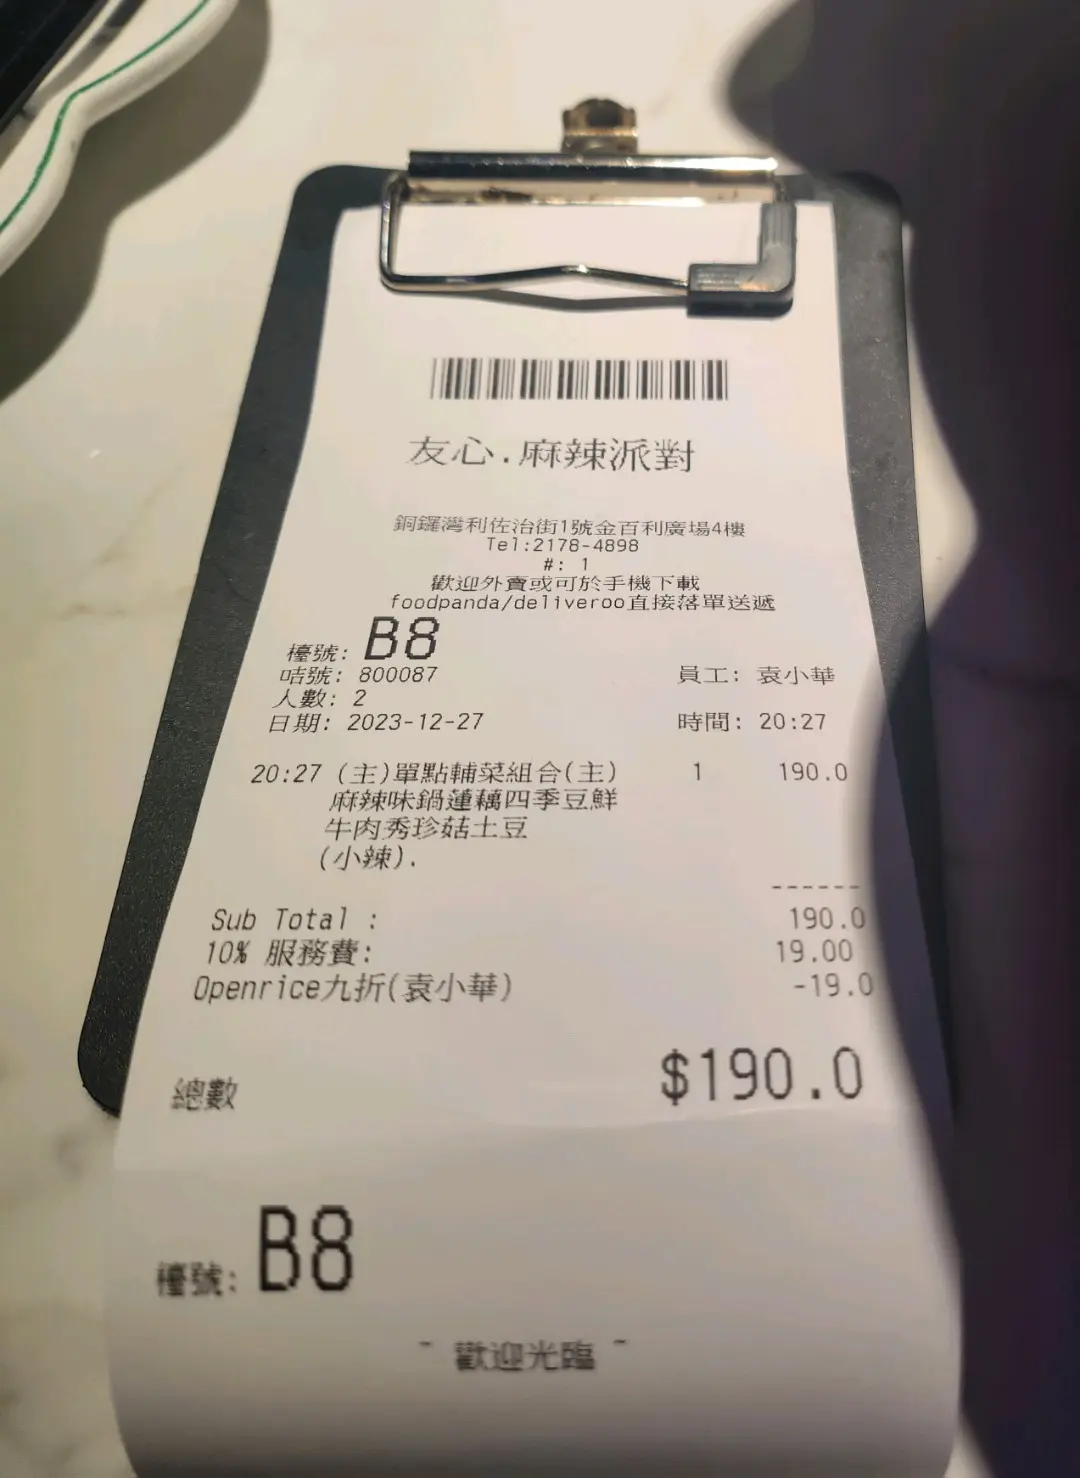 友心.麻辣派對
銅鑼灣利佐治街1號金百利廣場4樓
Tel:2178-4898
#: 1
歡迎外賣或可於手機下載
foodpanda/deliveroo直接落單送遞
檯號: B8
咭號: 800087 員工: 袁小華
人數: 2
日期: 2023-12-27 時間: 20:27
20:27 (主)單點輔菜組合(主) 1 190.0
麻辣味鍋蓮藕四季豆鮮
牛肉秀珍菇土豆
(小辣).
------
Sub Total : 190.0
10% 服務費: 19.00
Openrice九折(袁小華) -19.0
總數 $190.0
檯號: B8
~ 歡迎光臨 ~